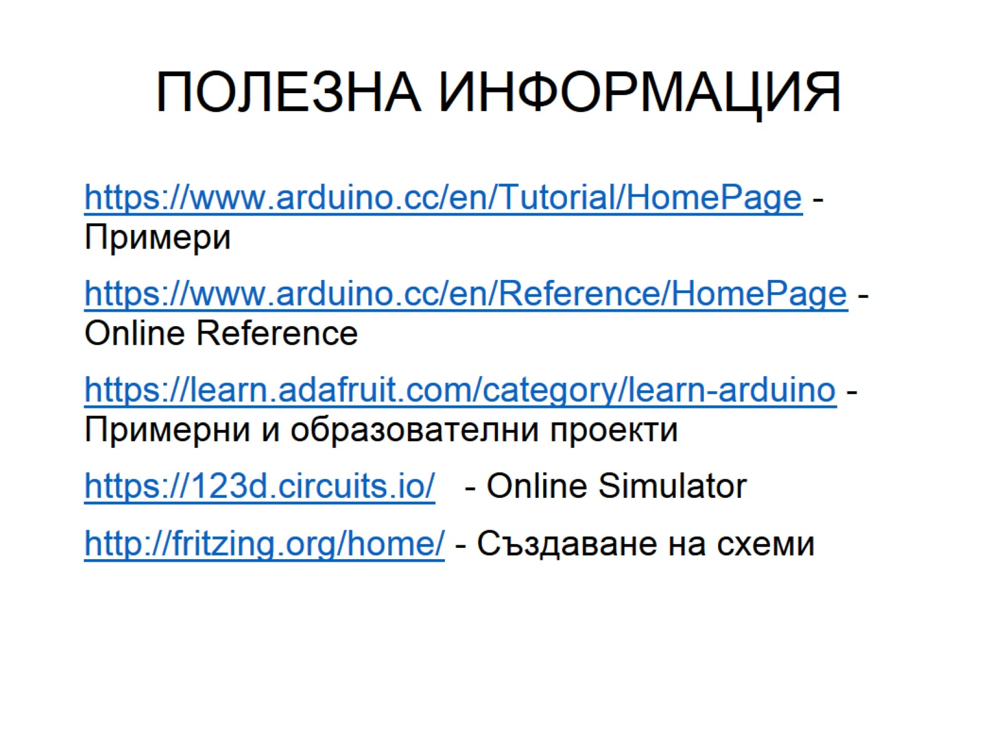 ПОЛЕЗНА ИНФОРМАЦИЯ
https://www.arduino.cc/en/Tutorial/HomePage -
Примери
https://www.arduino.cc/en/Reference/HomePage -
Online Reference
https://learn.adafruit.com/category/learn-arduino -
Примерни и образователни проекти
https://123d.circuits.io/   - Online Simulator
http://fritzing.org/home/ - Създаване на схеми